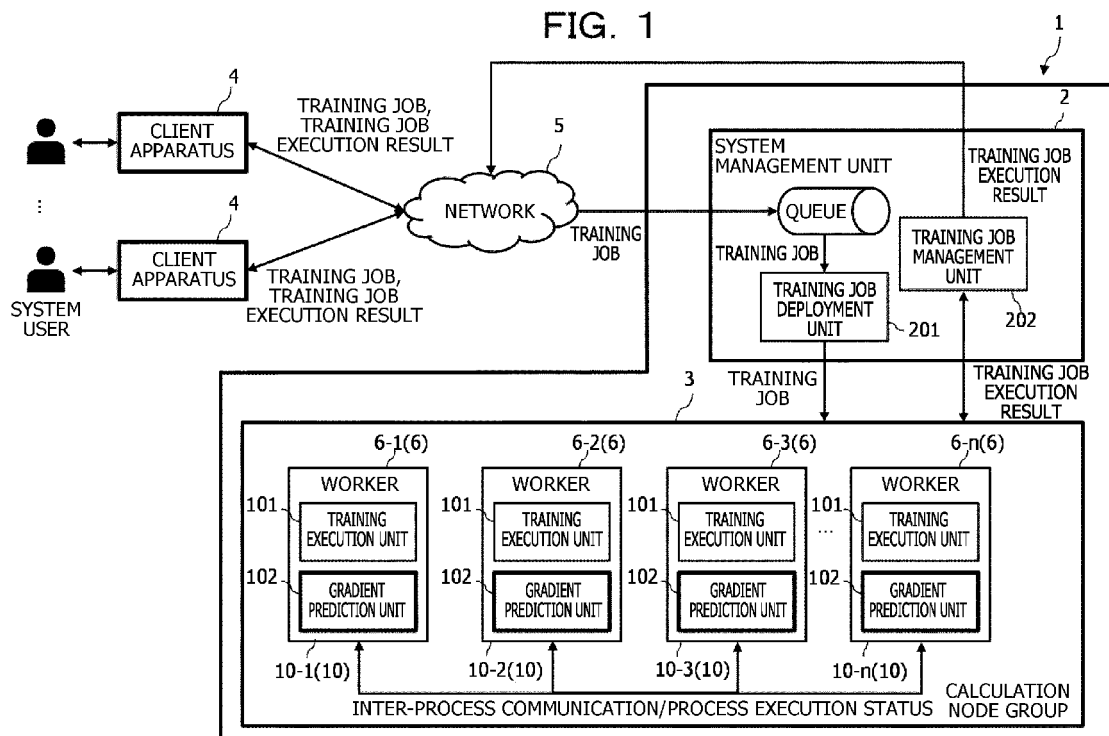 FIG. 1
1
4
CLIENT
APPARATUS
TRAINING JOB,
TRAINING JOB
EXECUTION RESULT
5
NETWORK
...
4
CLIENT
APPARATUS
SYSTEM
USER
TRAINING JOB,
TRAINING JOB
EXECUTION RESULT
TRAINING
JOB
2
SYSTEM
MANAGEMENT UNIT
TRAINING JOB
EXECUTION
RESULT
QUEUE
TRAINING JOB
TRAINING JOB
MANAGEMENT
UNIT
202
TRAINING JOB
DEPLOYMENT
UNIT
201
TRAINING
JOB
TRAINING JOB
EXECUTION
RESULT
3
6-1(6)
WORKER
101
TRAINING
EXECUTION UNIT
102
GRADIENT
PREDICTION UNIT
10-1(10)
6-2(6)
WORKER
101
TRAINING
EXECUTION UNIT
102
GRADIENT
PREDICTION UNIT
10-2(10)
6-3(6)
WORKER
101
TRAINING
EXECUTION UNIT
102
GRADIENT
PREDICTION UNIT
10-3(10)
...
6-n(6)
WORKER
101
TRAINING
EXECUTION UNIT
102
GRADIENT
PREDICTION UNIT
10-n(10)
INTER-PROCESS COMMUNICATION/PROCESS EXECUTION STATUS
CALCULATION
NODE GROUP